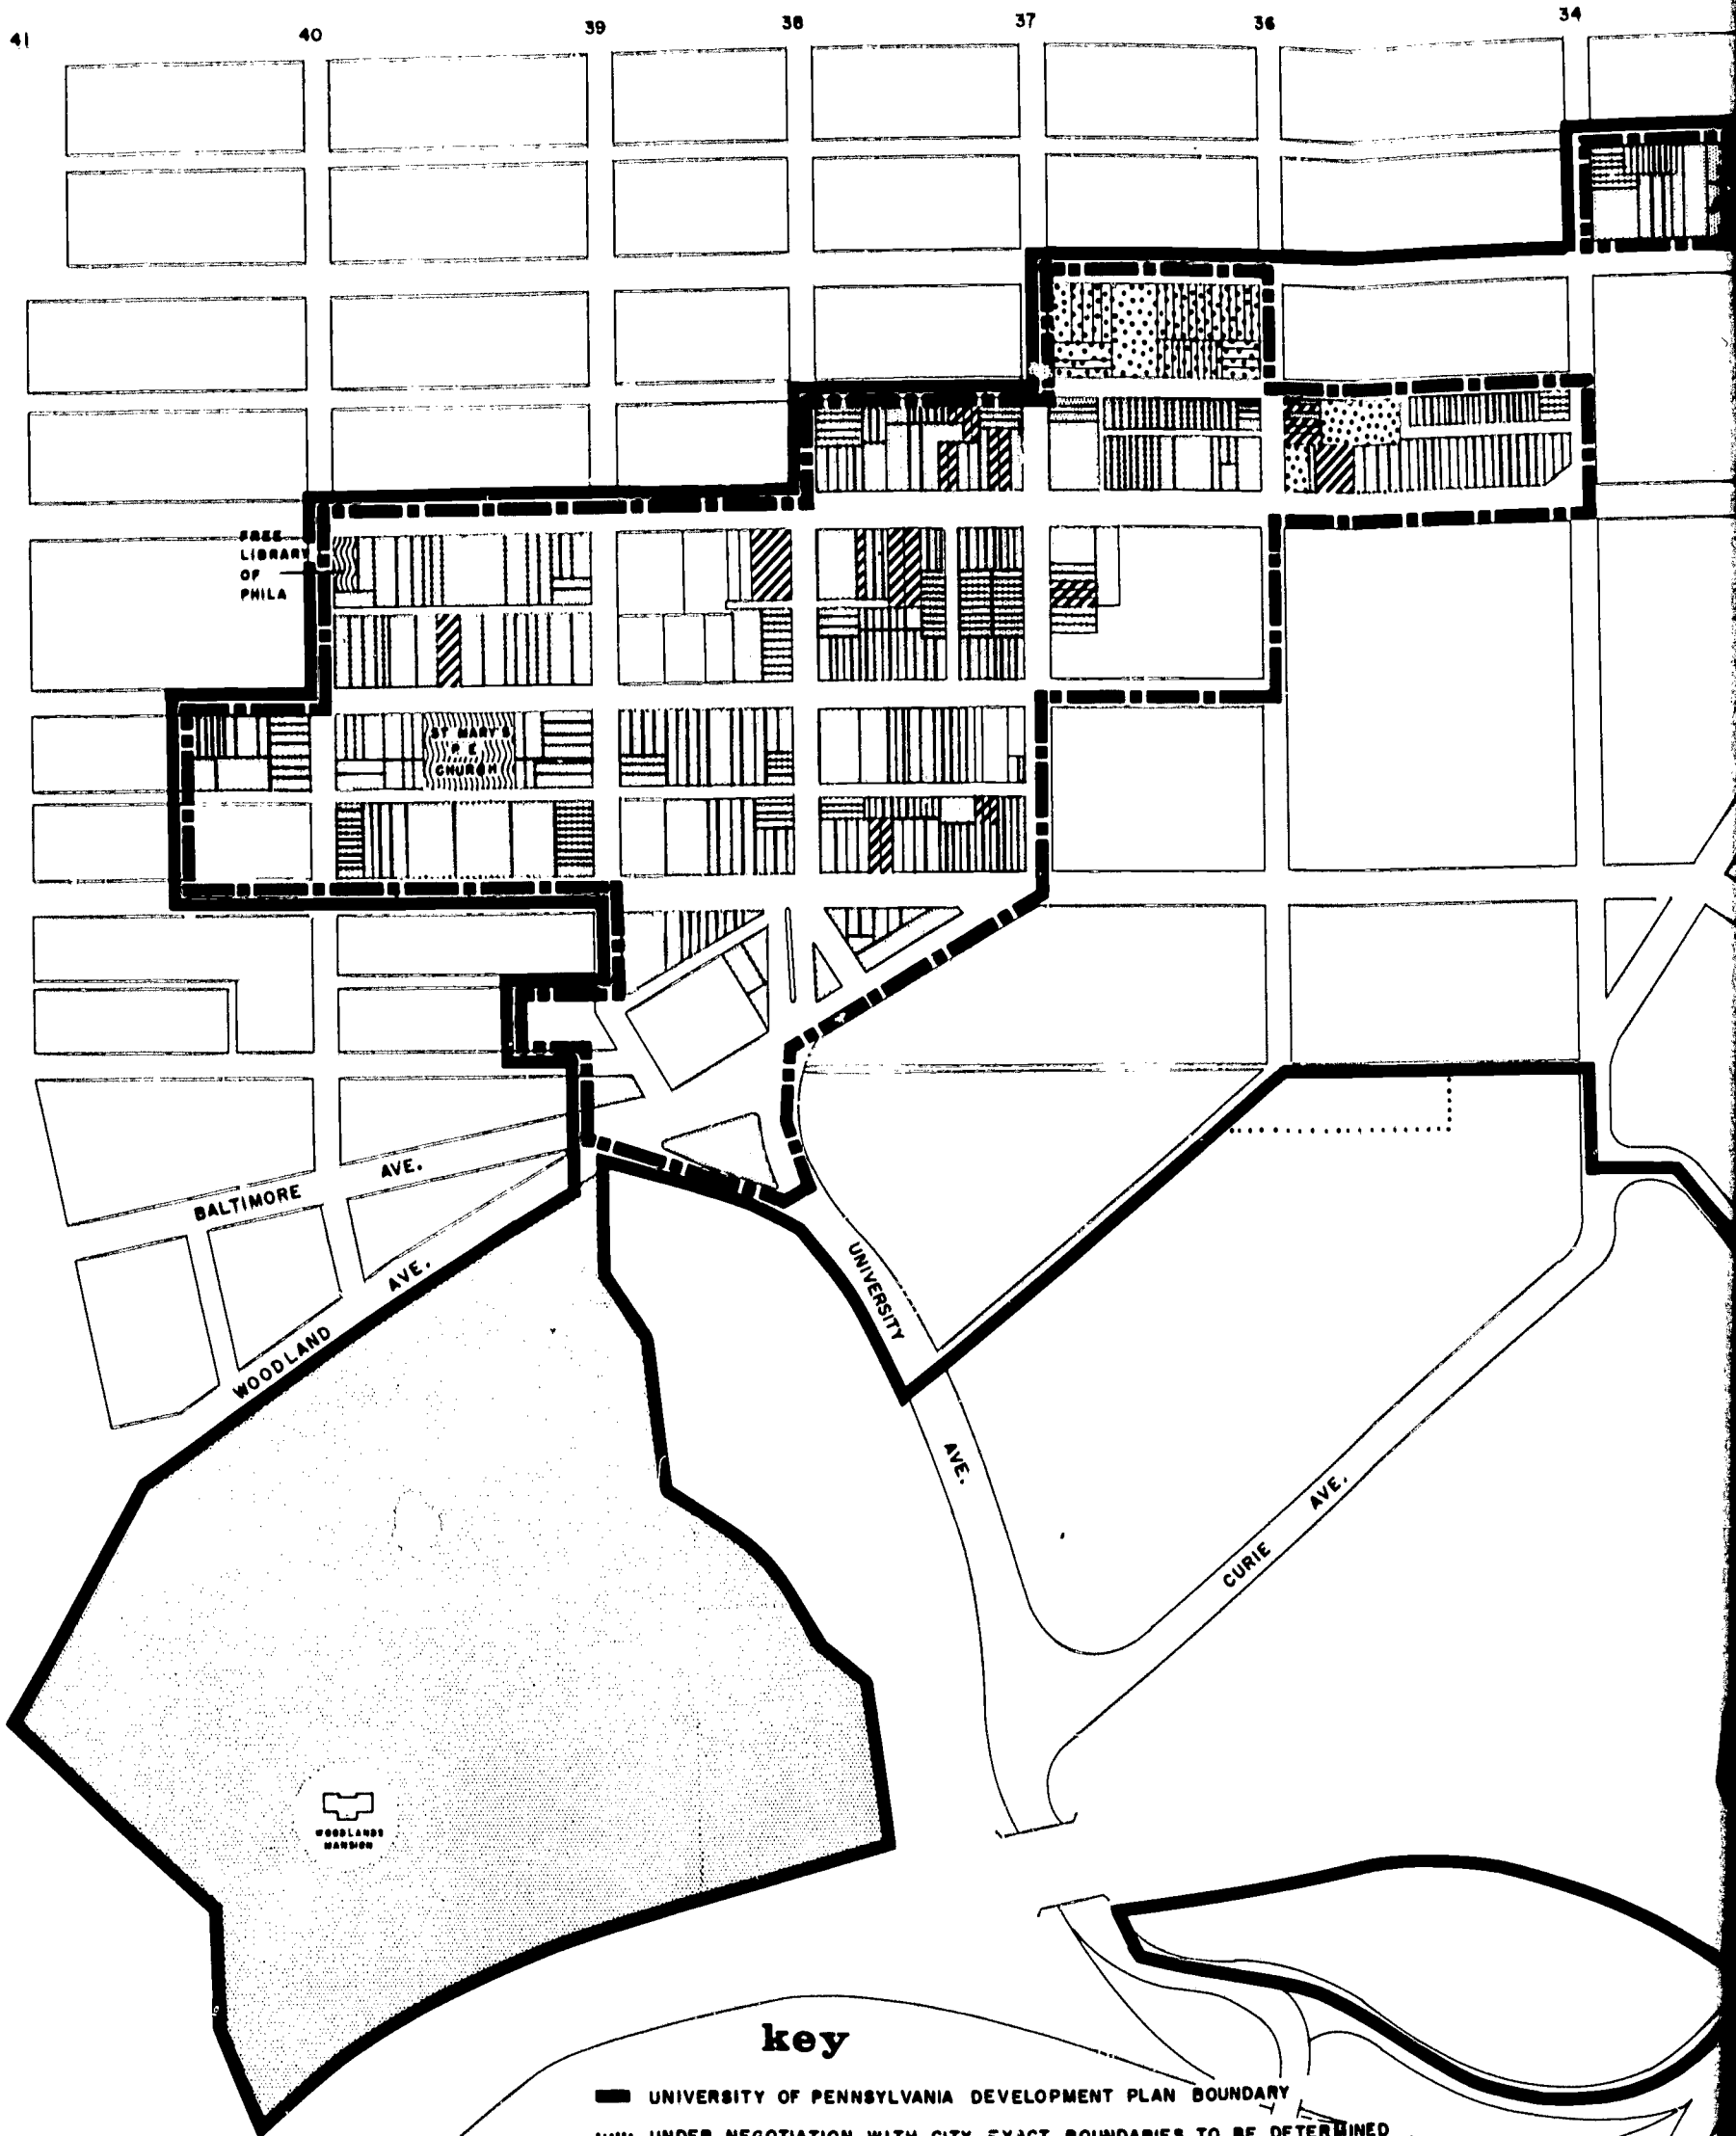 41 40 39 38 37 36 34
FREE
LIBRARY
OF
PHILA
ST MARY'S
P E
CHURCH
BALTIMORE AVE.
WOODLAND AVE.
UNIVERSITY AVE.
CURIE AVE.
WOODLANDS
MANSION
key
UNIVERSITY OF PENNSYLVANIA DEVELOPMENT PLAN BOUNDARY
UNDER NEGOTIATION WITH CITY EXACT BOUNDARIES TO BE DETERMINED